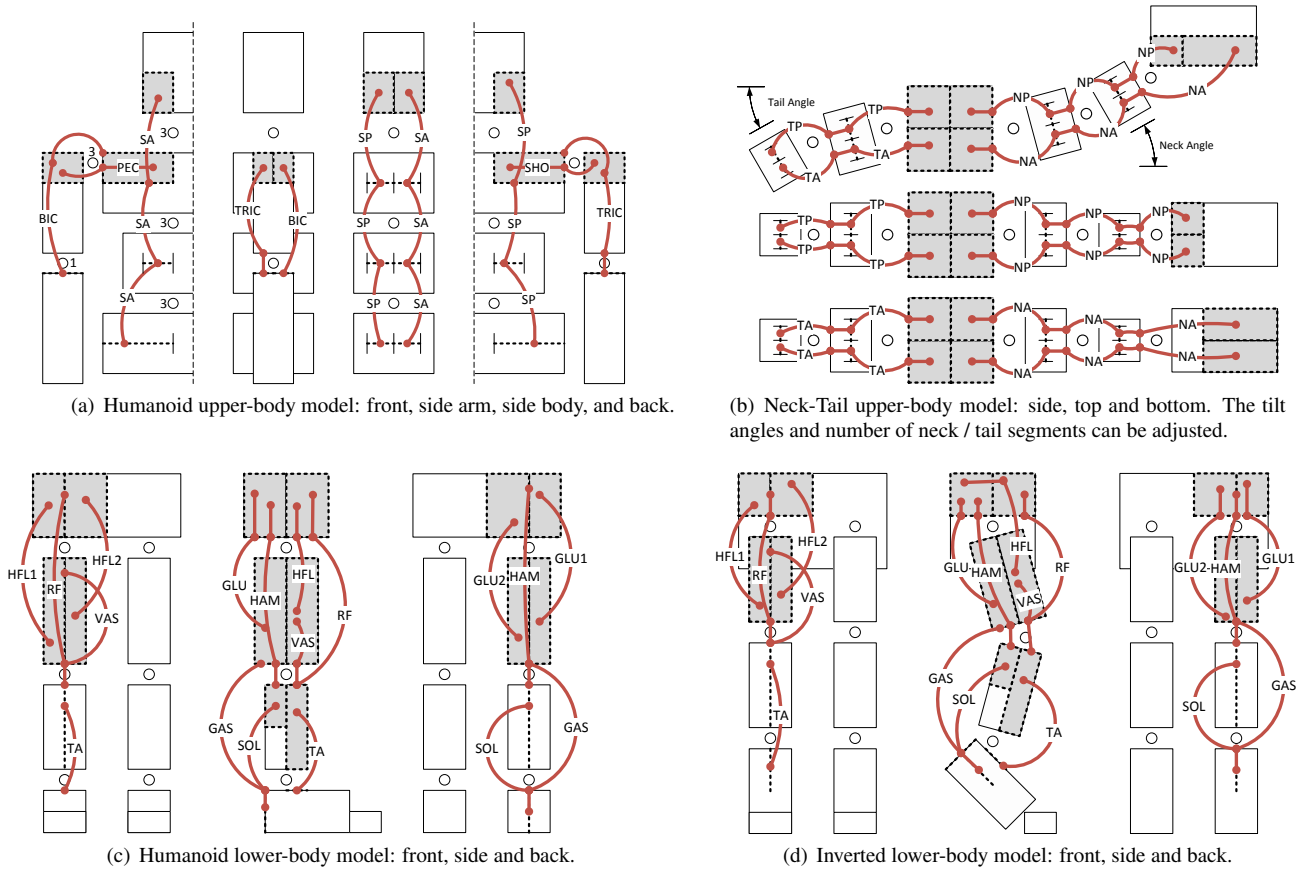 SA
3
3
PEC
BIC
SA
3
1
SA
3
TRIC
BIC
SP
SA
SP
SA
SP
SA
SP
SHO
SP
TRIC
SP
(a) Humanoid upper-body model: front, side arm, side body, and back.
NP
NP
NA
NP
Tail Angle
TP
TA
NA
NA
Neck Angle
TP
TP
NP
NP
NP
NP
NP
NP
TA
TA
NA
NA
NA
NA
NA
NA
(b) Neck-Tail upper-body model: side, top and bottom. The tilt
angles and number of neck / tail segments can be adjusted.
HFL1
RF
HFL2
VAS
TA
GLU
HAM
HFL
VAS
RF
GAS
SOL
TA
GLU2
HAM
GLU1
SOL
GAS
(c) Humanoid lower-body model: front, side and back.
HFL1
RF
HFL2
VAS
TA
GLU
HAM
HFL
VAS
RF
GAS
SOL
TA
GLU2
HAM
GLU1
SOL
GAS
(d) Inverted lower-body model: front, side and back.